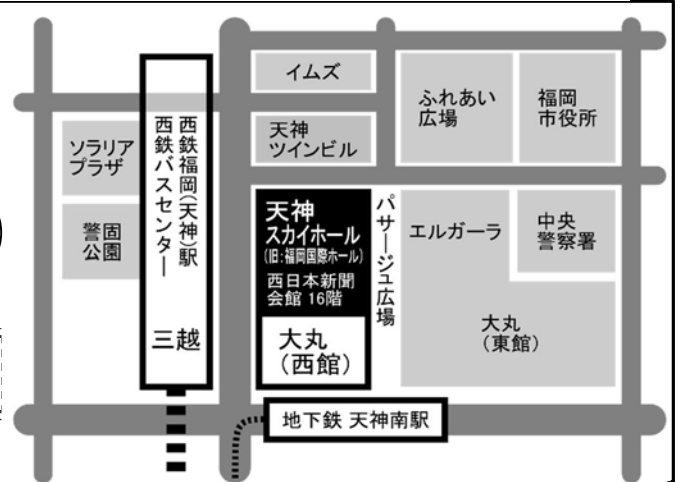 イムズ
ふれあい
広場
福岡
市役所
天神
ツインビル
ソラリア
プラザ
警固
公園
西鉄福岡(天神)駅
西鉄バスセンター
三越
天神
スカイホール
(旧:福岡国際ホール)
西日本新聞
会館 16階
大丸
(西館)
パサージュ広場
エルガーラ
中央
警察署
大丸
(東館)
地下鉄 天神南駅